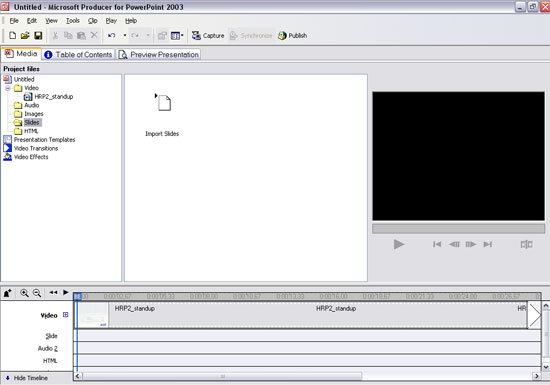 Untitled - Microsoft Producer for PowerPoint 2003
File Edit View Tools Clip Play Help
Capture Synchronize Publish
Media Table of Contents Preview Presentation
Project files
Untitled
Video
HRP2_standup
Audio
Images
Slides
HTML
Presentation Templates
Video Transitions
Video Effects
Import Slides
0:00:02,67 0:00:05,33 0:00:08,00 0:00:10,67 0:00:13,33 0:00:16,00 0:00:18,67 0:00:21,33 0:00:24,00 0:00:26,67
Video HRP2_standup HRP2_standup HR
Slide
Audio 2
HTML
Hide Timeline